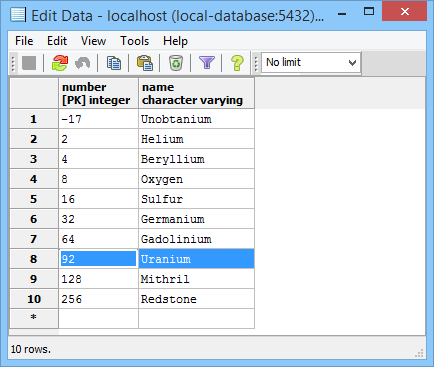 Edit Data - localhost (local-database:5432)...
File Edit View Tools Help
No limit
number name
[PK] integer character varying
1 -17 Unobtanium
2 2 Helium
3 4 Beryllium
4 8 Oxygen
5 16 Sulfur
6 32 Germanium
7 64 Gadolinium
8 92 Uranium
9 128 Mithril
10 256 Redstone
*
10 rows.